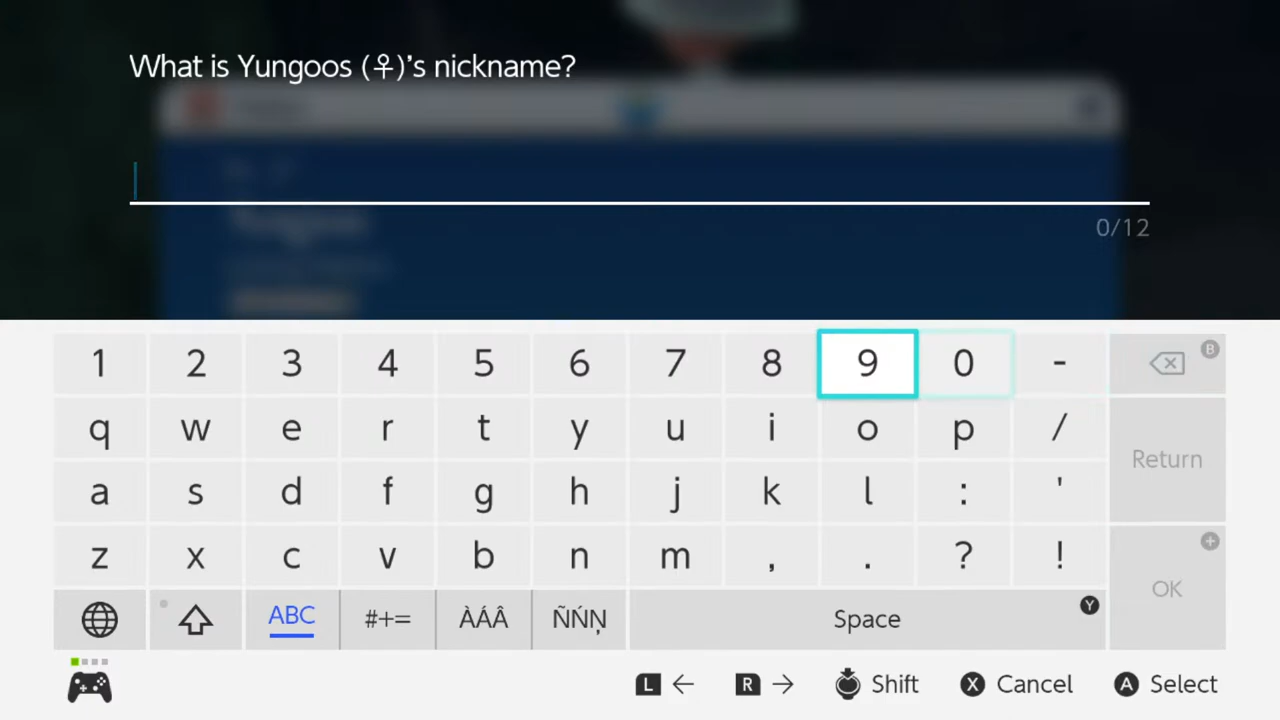 What is Yungoos (♀)'s nickname?
0/12
1 2 3 4 5 6 7 8 9 0 - B
q w e r t y u i o p /
Return
a s d f g h j k l : '
z x c v b n m , . ? ! +
OK
ABC #+= ÀÁÂ ÑŃŅ Space Y
L ← R → Shift X Cancel A Select